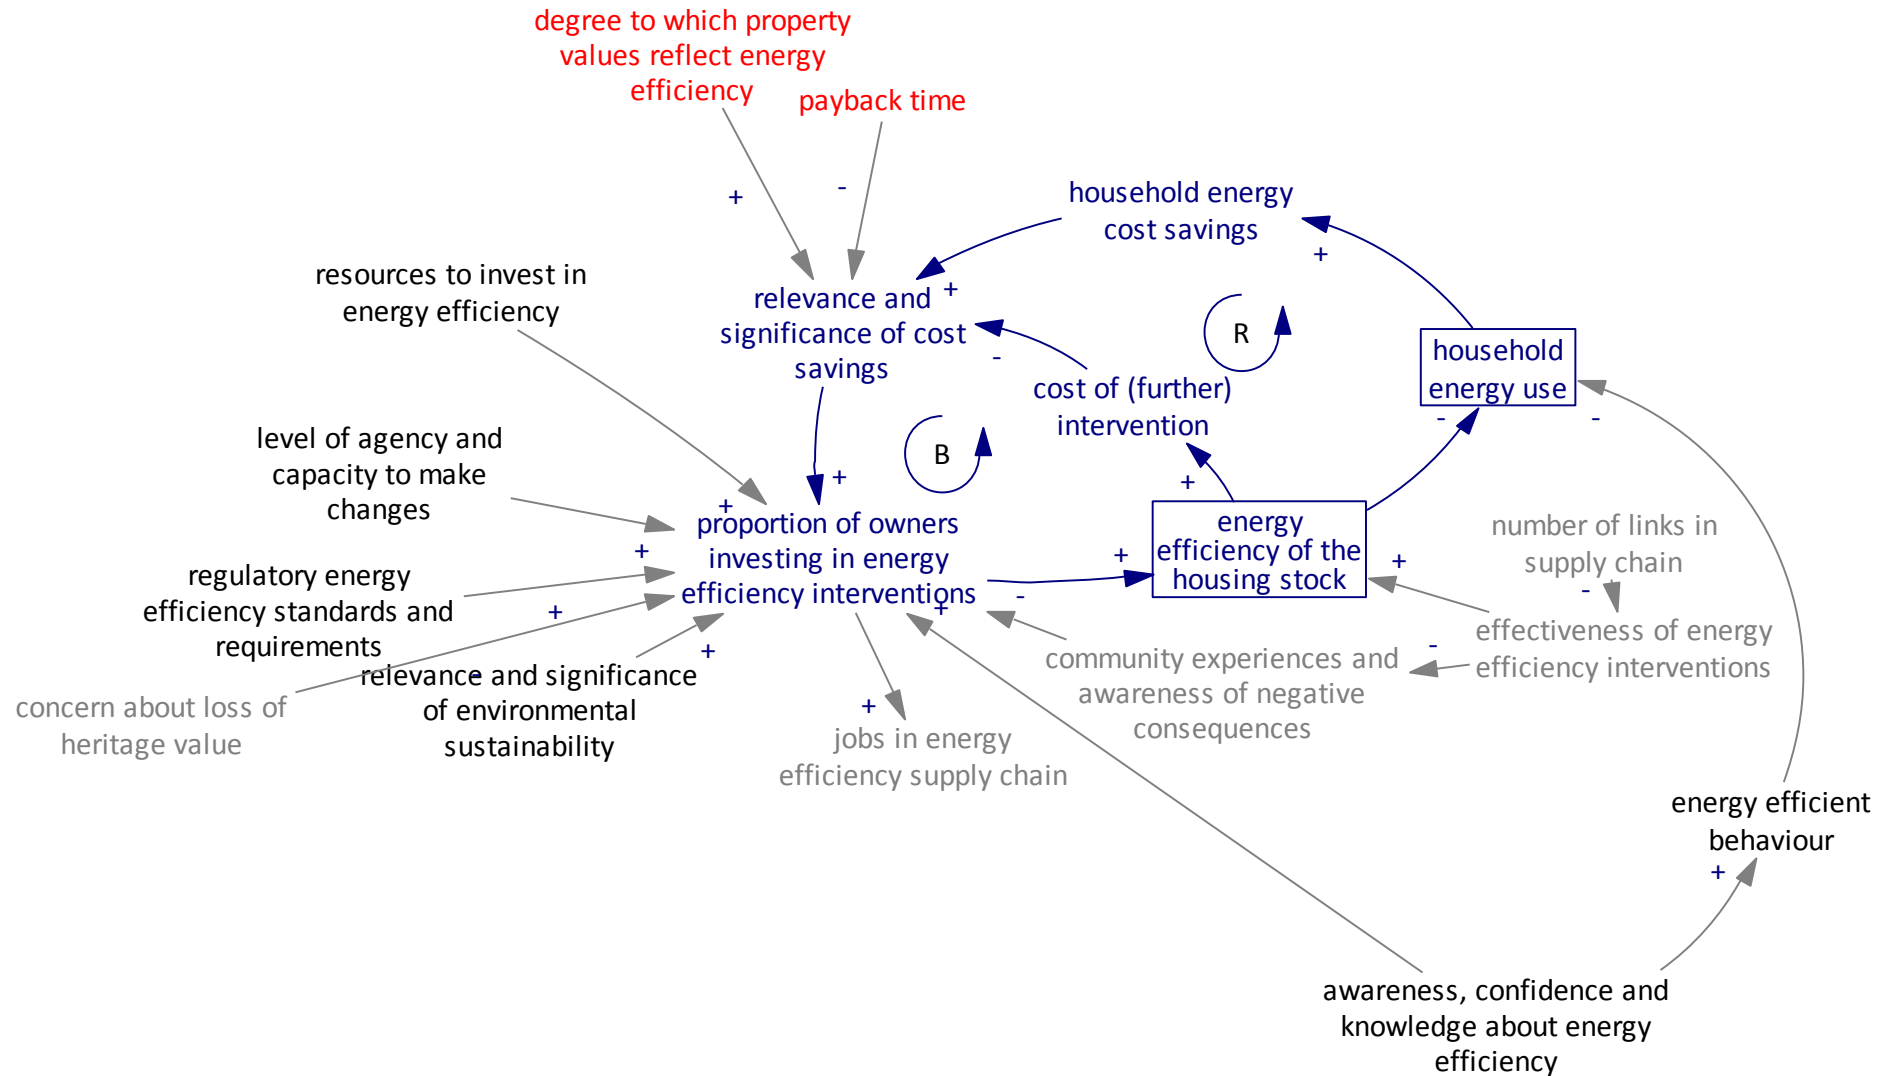 degree to which property
values reflect energy
efficiency
payback time
+
-
household energy
cost savings
+
resources to invest in
energy efficiency
relevance and
significance of cost
savings
+
-
R
household
energy use
-
-
cost of (further)
intervention
+
level of agency and
capacity to make
changes
B
+
+
proportion of owners
investing in energy
efficiency interventions
+
+
-
+
energy
efficiency of the
housing stock
+
number of links in
supply chain
-
regulatory energy
efficiency standards and
requirements
+
effectiveness of energy
efficiency interventions
-
community experiences and
awareness of negative
consequences
concern about loss of
heritage value
-
relevance and significance
of environmental
sustainability
+
+
jobs in energy
efficiency supply chain
energy efficient
behaviour
+
awareness, confidence and
knowledge about energy
efficiency